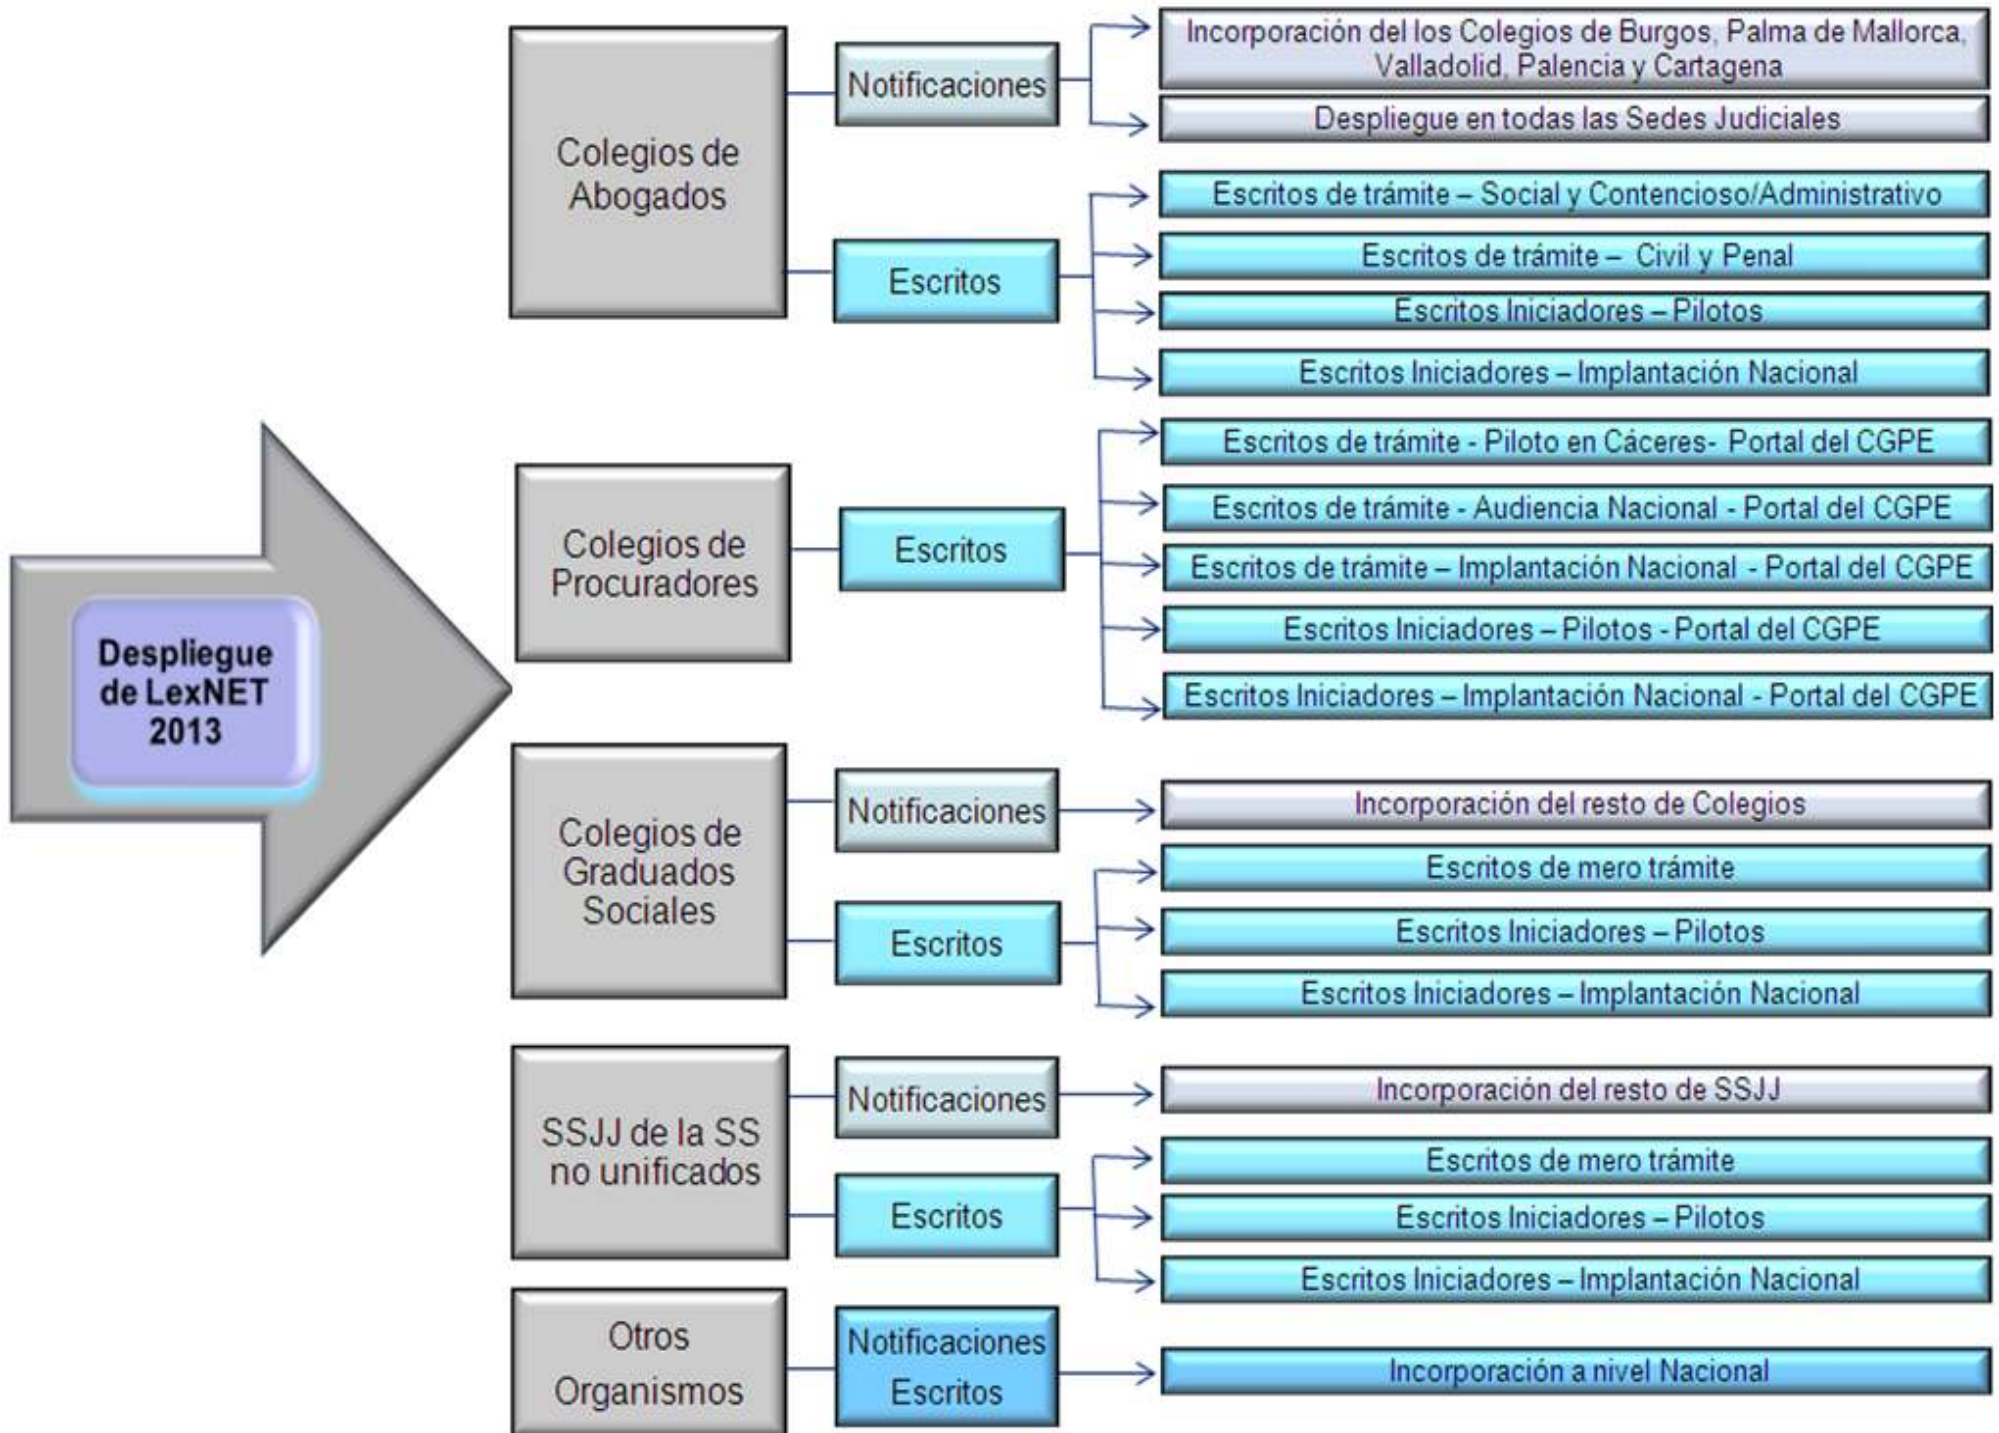 Despliegue
de LexNET
2013
Colegios de
Abogados
Notificaciones
Incorporación del los Colegios de Burgos, Palma de Mallorca,
Valladolid, Palencia y Cartagena
Despliegue en todas las Sedes Judiciales
Escritos
Escritos de trámite – Social y Contencioso/Administrativo
Escritos de trámite – Civil y Penal
Escritos Iniciadores – Pilotos
Escritos Iniciadores – Implantación Nacional
Colegios de
Procuradores
Escritos
Escritos de trámite - Piloto en Cáceres- Portal del CGPE
Escritos de trámite - Audiencia Nacional - Portal del CGPE
Escritos de trámite – Implantación Nacional - Portal del CGPE
Escritos Iniciadores – Pilotos - Portal del CGPE
Escritos Iniciadores – Implantación Nacional - Portal del CGPE
Colegios de
Graduados
Sociales
Notificaciones
Incorporación del resto de Colegios
Escritos
Escritos de mero trámite
Escritos Iniciadores – Pilotos
Escritos Iniciadores – Implantación Nacional
SSJJ de la SS
no unificados
Notificaciones
Incorporación del resto de SSJJ
Escritos
Escritos de mero trámite
Escritos Iniciadores – Pilotos
Escritos Iniciadores – Implantación Nacional
Otros
Organismos
Notificaciones
Escritos
Incorporación a nivel Nacional